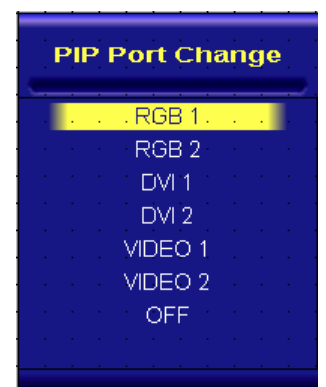 PIP Port Change
RGB 1
RGB 2
DVI 1
DVI 2
VIDEO 1
VIDEO 2
OFF